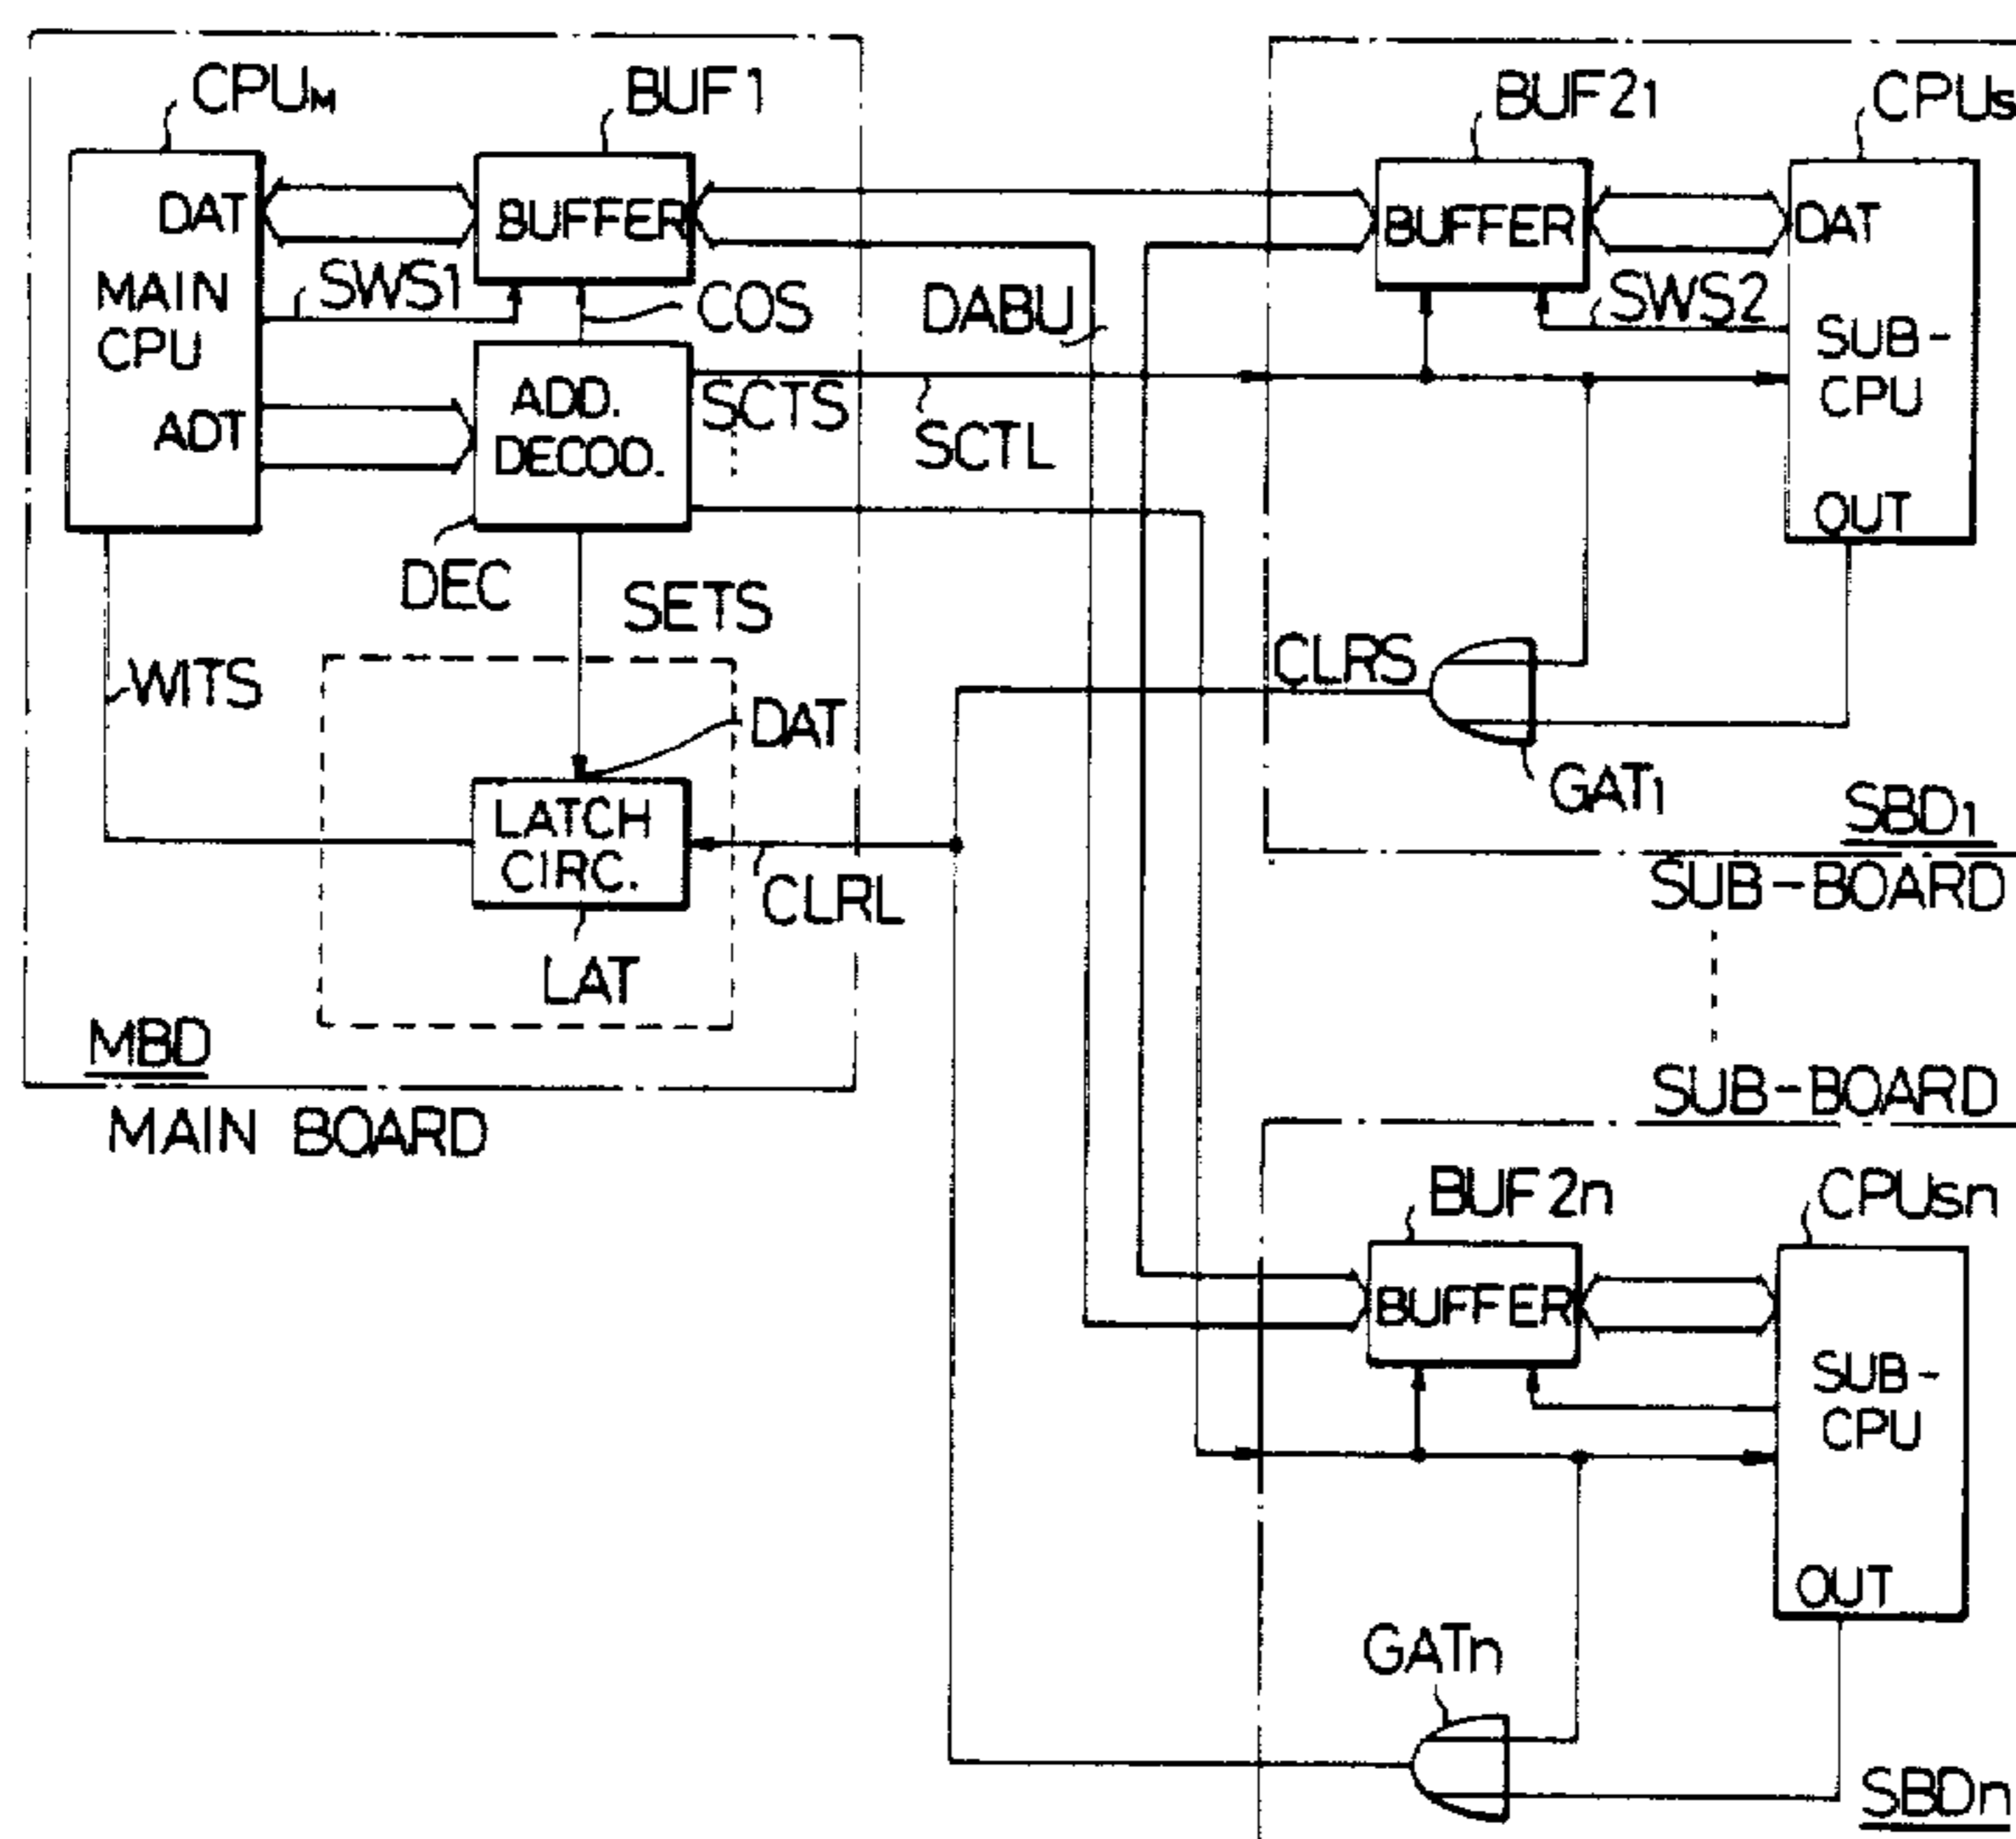 CPUM
BUF1
DAT
MAIN
CPU
ADT
BUFFER
SWS1
COS
ADD.
DECOD.
DEC
SCTS
SCTL
DABU
SETS
WITS
DAT
LATCH
CIRC.
LAT
CLRL
MBD
MAIN BOARD
BUF21
CPUs
BUFFER
DAT
SWS2
SUB-
CPU
OUT
CLRS
GAT1
SBD1
SUB-BOARD
SUB-BOARD
BUF2n
CPUsn
BUFFER
SUB-
CPU
OUT
GATn
SBDn